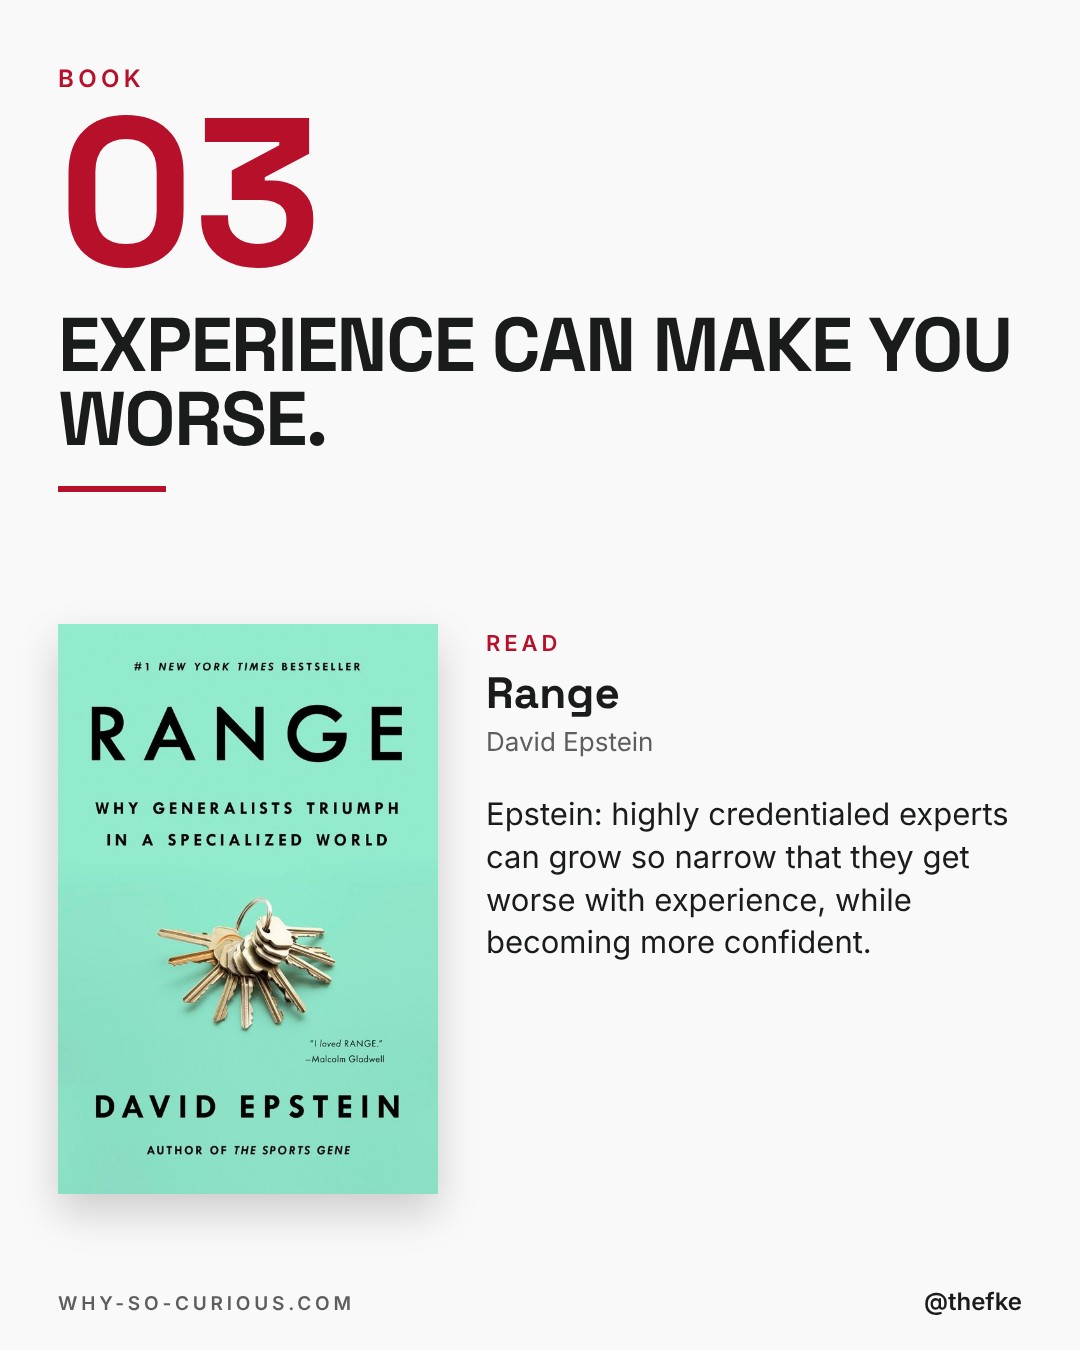 BOOK
03
EXPERIENCE CAN MAKE YOU
WORSE.
#1 NEW YORK TIMES BESTSELLER
RANGE
WHY GENERALISTS TRIUMPH
IN A SPECIALIZED WORLD
"I loved RANGE."
—Malcolm Gladwell
DAVID EPSTEIN
AUTHOR OF THE SPORTS GENE
READ
Range
David Epstein
Epstein: highly credentialed experts
can grow so narrow that they get
worse with experience, while
becoming more confident.
WHY-SO-CURIOUS.COM
@thefke